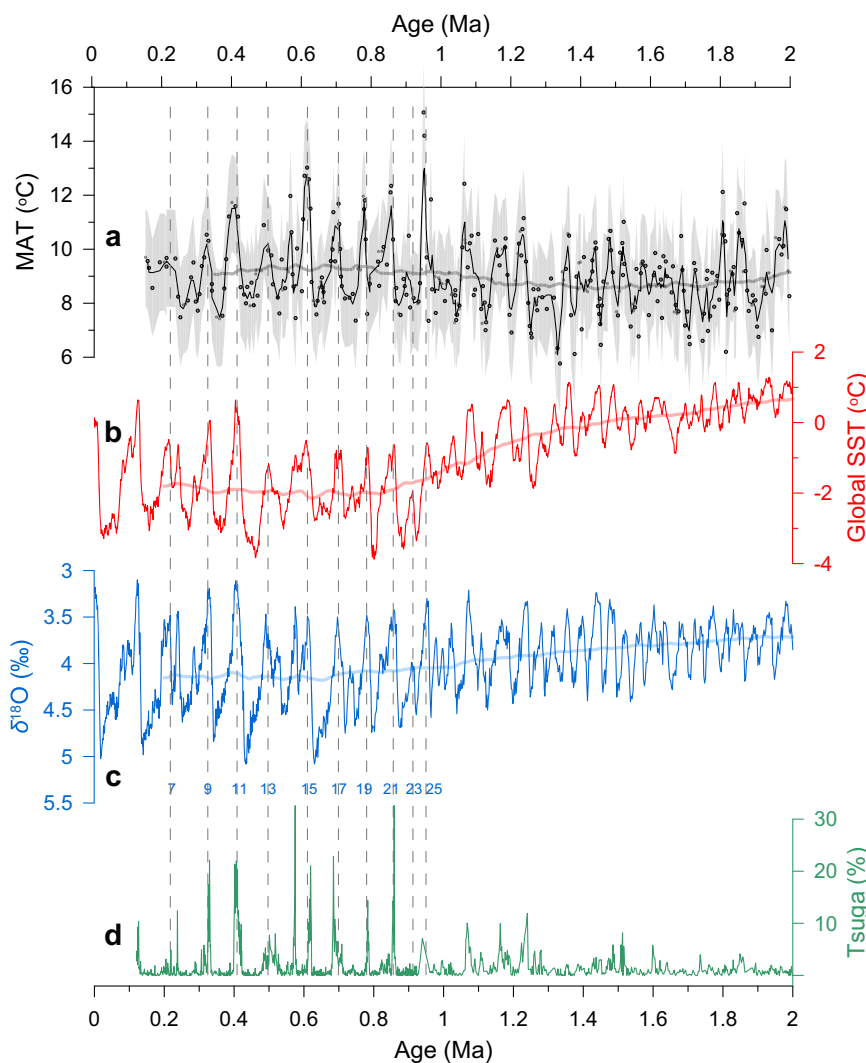 Age (Ma)
0 0.2 0.4 0.6 0.8 1 1.2 1.4 1.6 1.8 2
16
14
12
10
8
6
MAT (oC)
a
2
0
-2
-4
Global SST (oC)
b
3
3.5
4
4.5
5
5.5
δ18O (‰)
c
7 9 11 13 15 17 19 21 23 25
30
20
10
Tsuga (%)
d
0 0.2 0.4 0.6 0.8 1 1.2 1.4 1.6 1.8 2
Age (Ma)